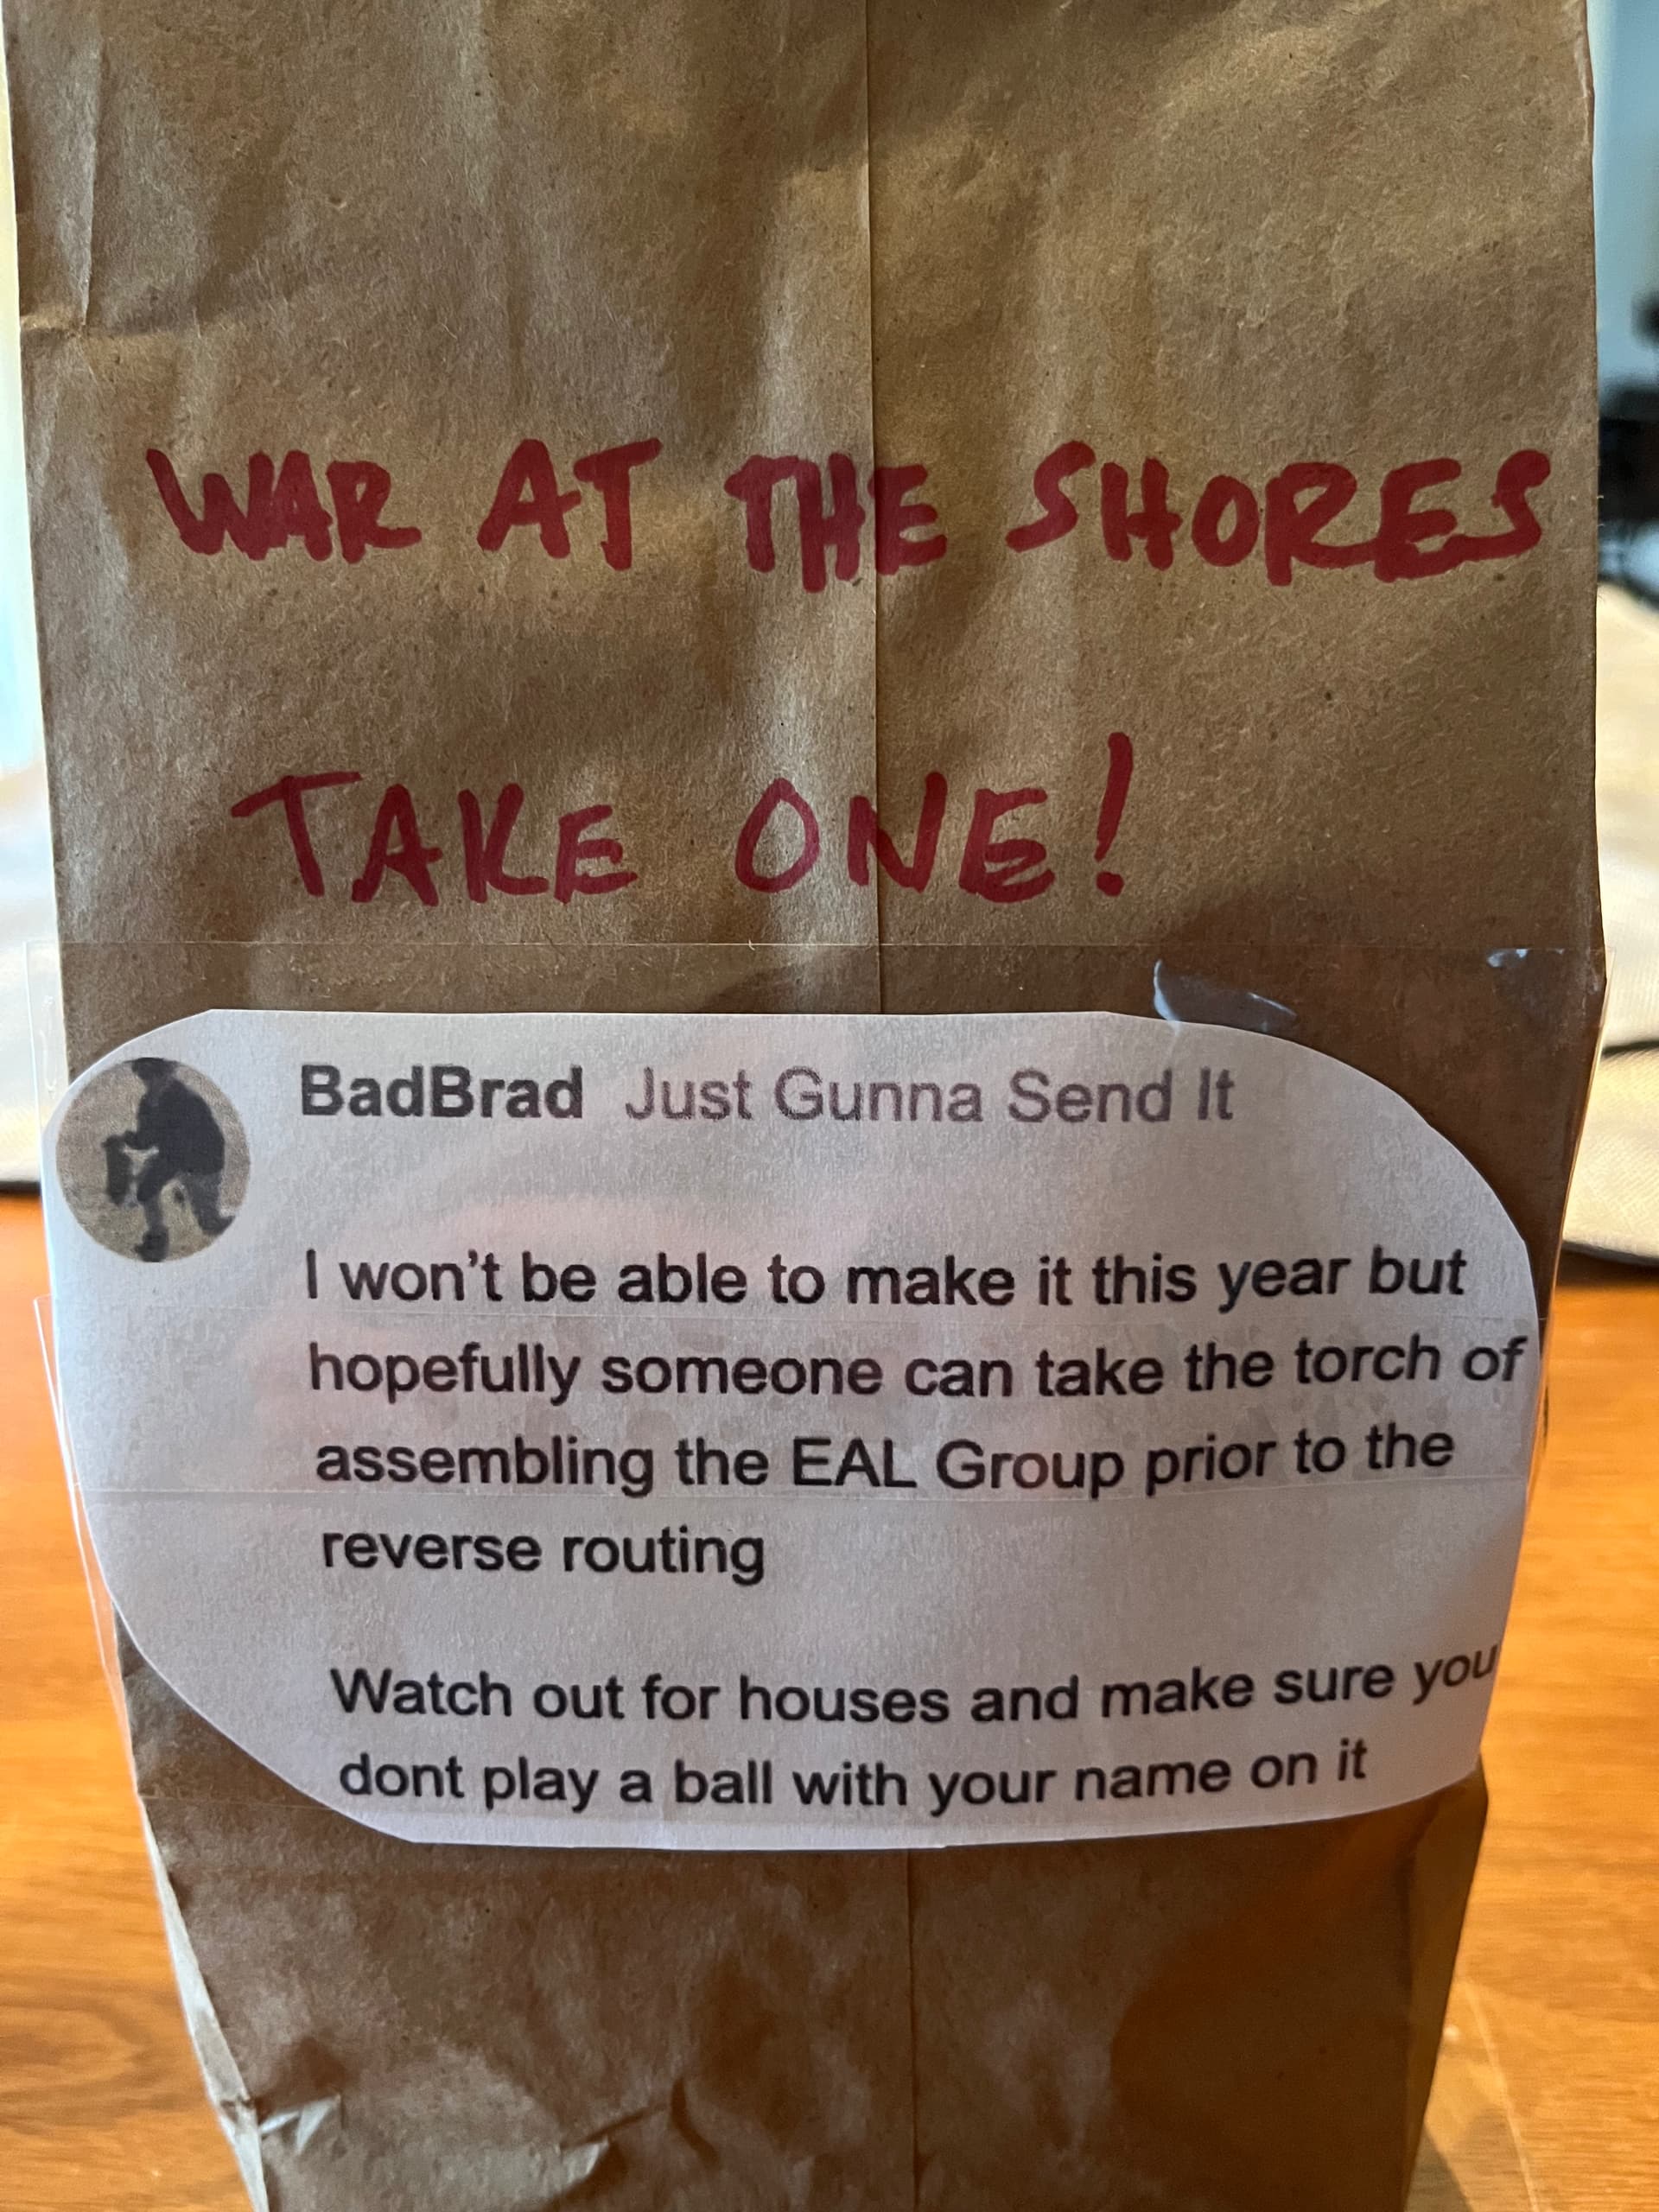 WAR AT THE SHORES
TAKE ONE!
BadBrad Just Gunna Send It
I won't be able to make it this year but
hopefully someone can take the torch of
assembling the EAL Group prior to the
reverse routing
Watch out for houses and make sure you
dont play a ball with your name on it